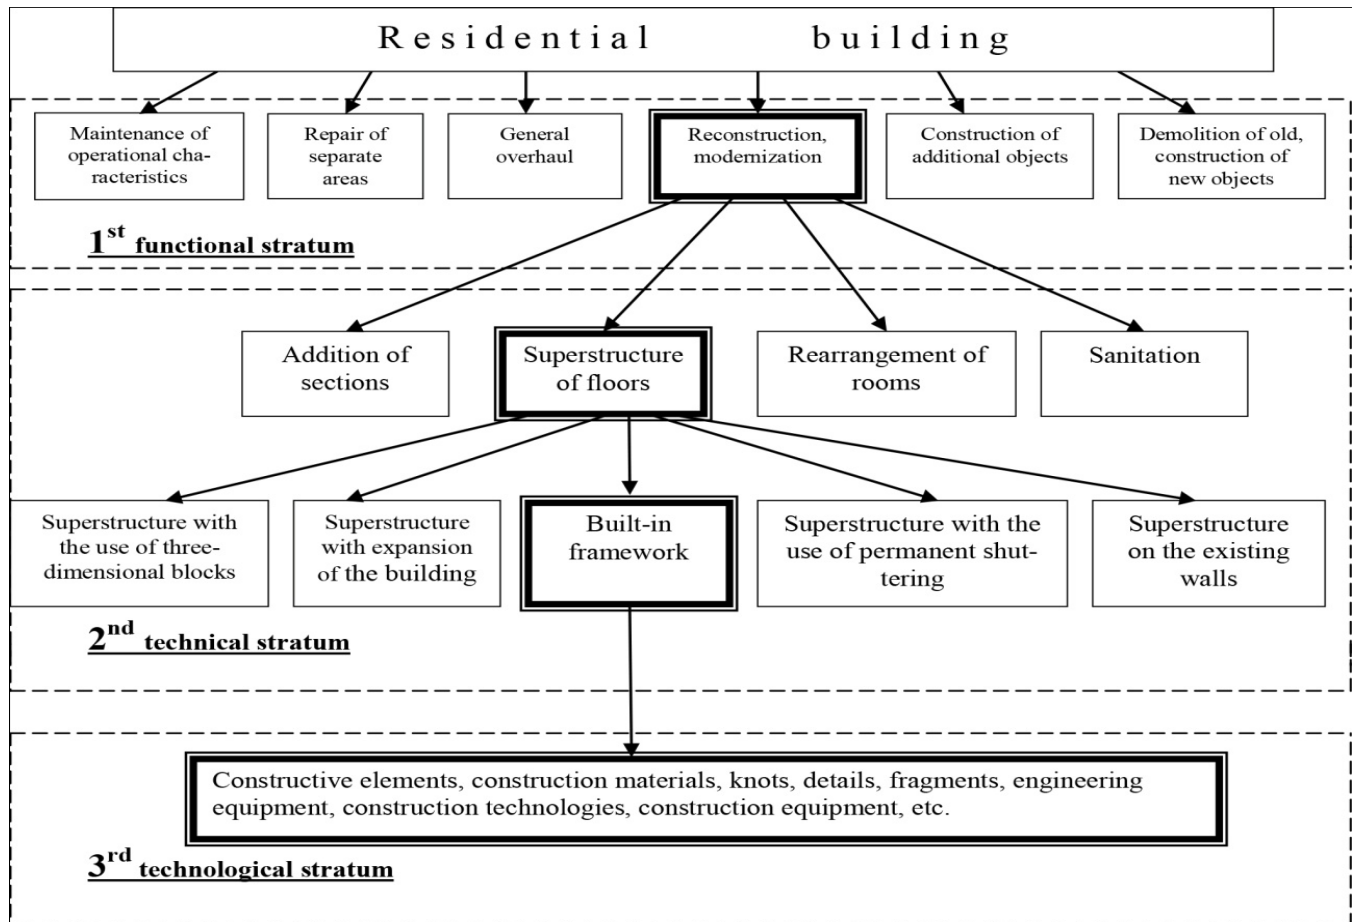 Residential building
Maintenance of
operational cha-
racteristics
Repair of
separate
areas
General
overhaul
Reconstruction,
modernization
Construction of
additional objects
Demolition of old,
construction of
new objects
1st functional stratum
Addition of
sections
Superstructure
of floors
Rearrangement of
rooms
Sanitation
Superstructure with
the use of three-
dimensional blocks
Superstructure
with expansion
of the building
Built-in
framework
Superstructure with the
use of permanent shut-
tering
Superstructure
on the existing
walls
2nd technical stratum
Constructive elements, construction materials, knots, details, fragments, engineering
equipment, construction technologies, construction equipment, etc.
3rd technological stratum